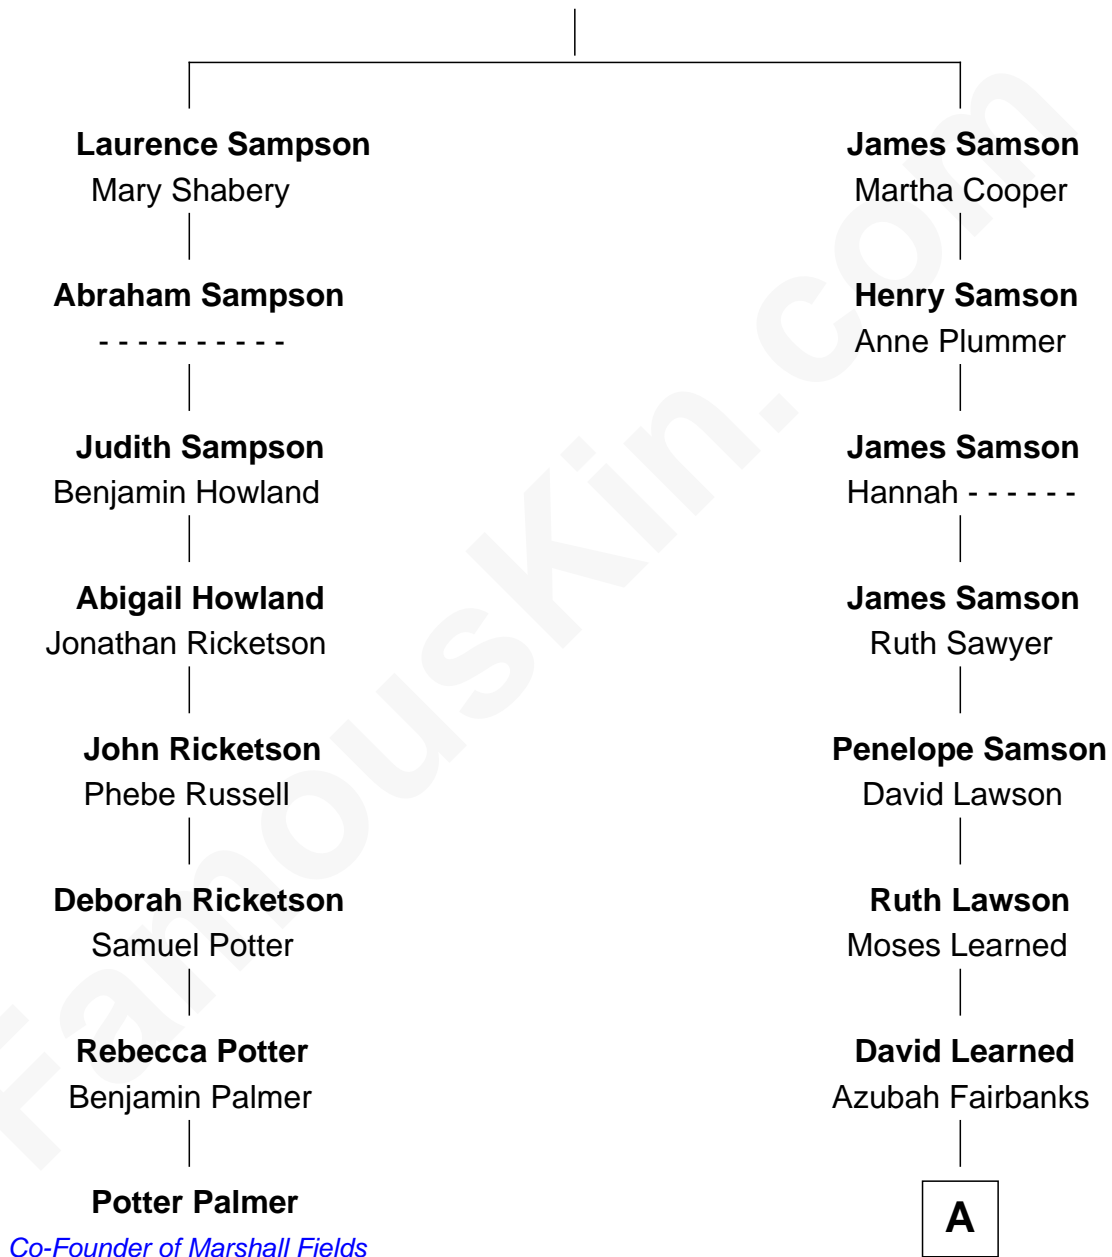 Laurence Sampson
Mary Shabery
Abraham Sampson
- - - - - - - - - -
Judith Sampson
Benjamin Howland
Abigail Howland
Jonathan Ricketson
John Ricketson
Phebe Russell
Deborah Ricketson
Samuel Potter
Rebecca Potter
Benjamin Palmer
Potter Palmer
Co-Founder of Marshall Fields
James Samson
Martha Cooper
Henry Samson
Anne Plummer
James Samson
Hannah - - - - - -
James Samson
Ruth Sawyer
Penelope Samson
David Lawson
Ruth Lawson
Moses Learned
David Learned
Azubah Fairbanks
A
FamousKin.com